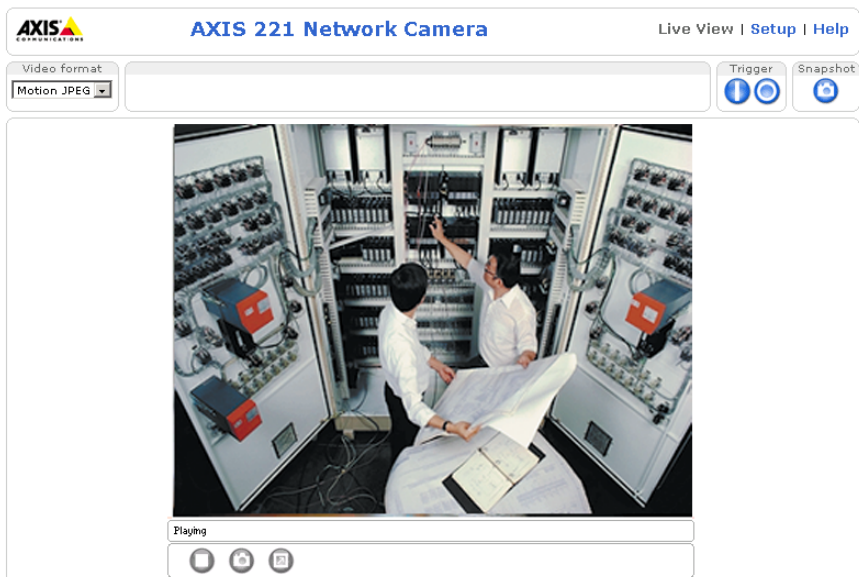 AXIS
COMMUNICATIONS
AXIS 221 Network Camera
Live View | Setup | Help
Video format
Trigger
Snapshot
Motion JPEG
Playing